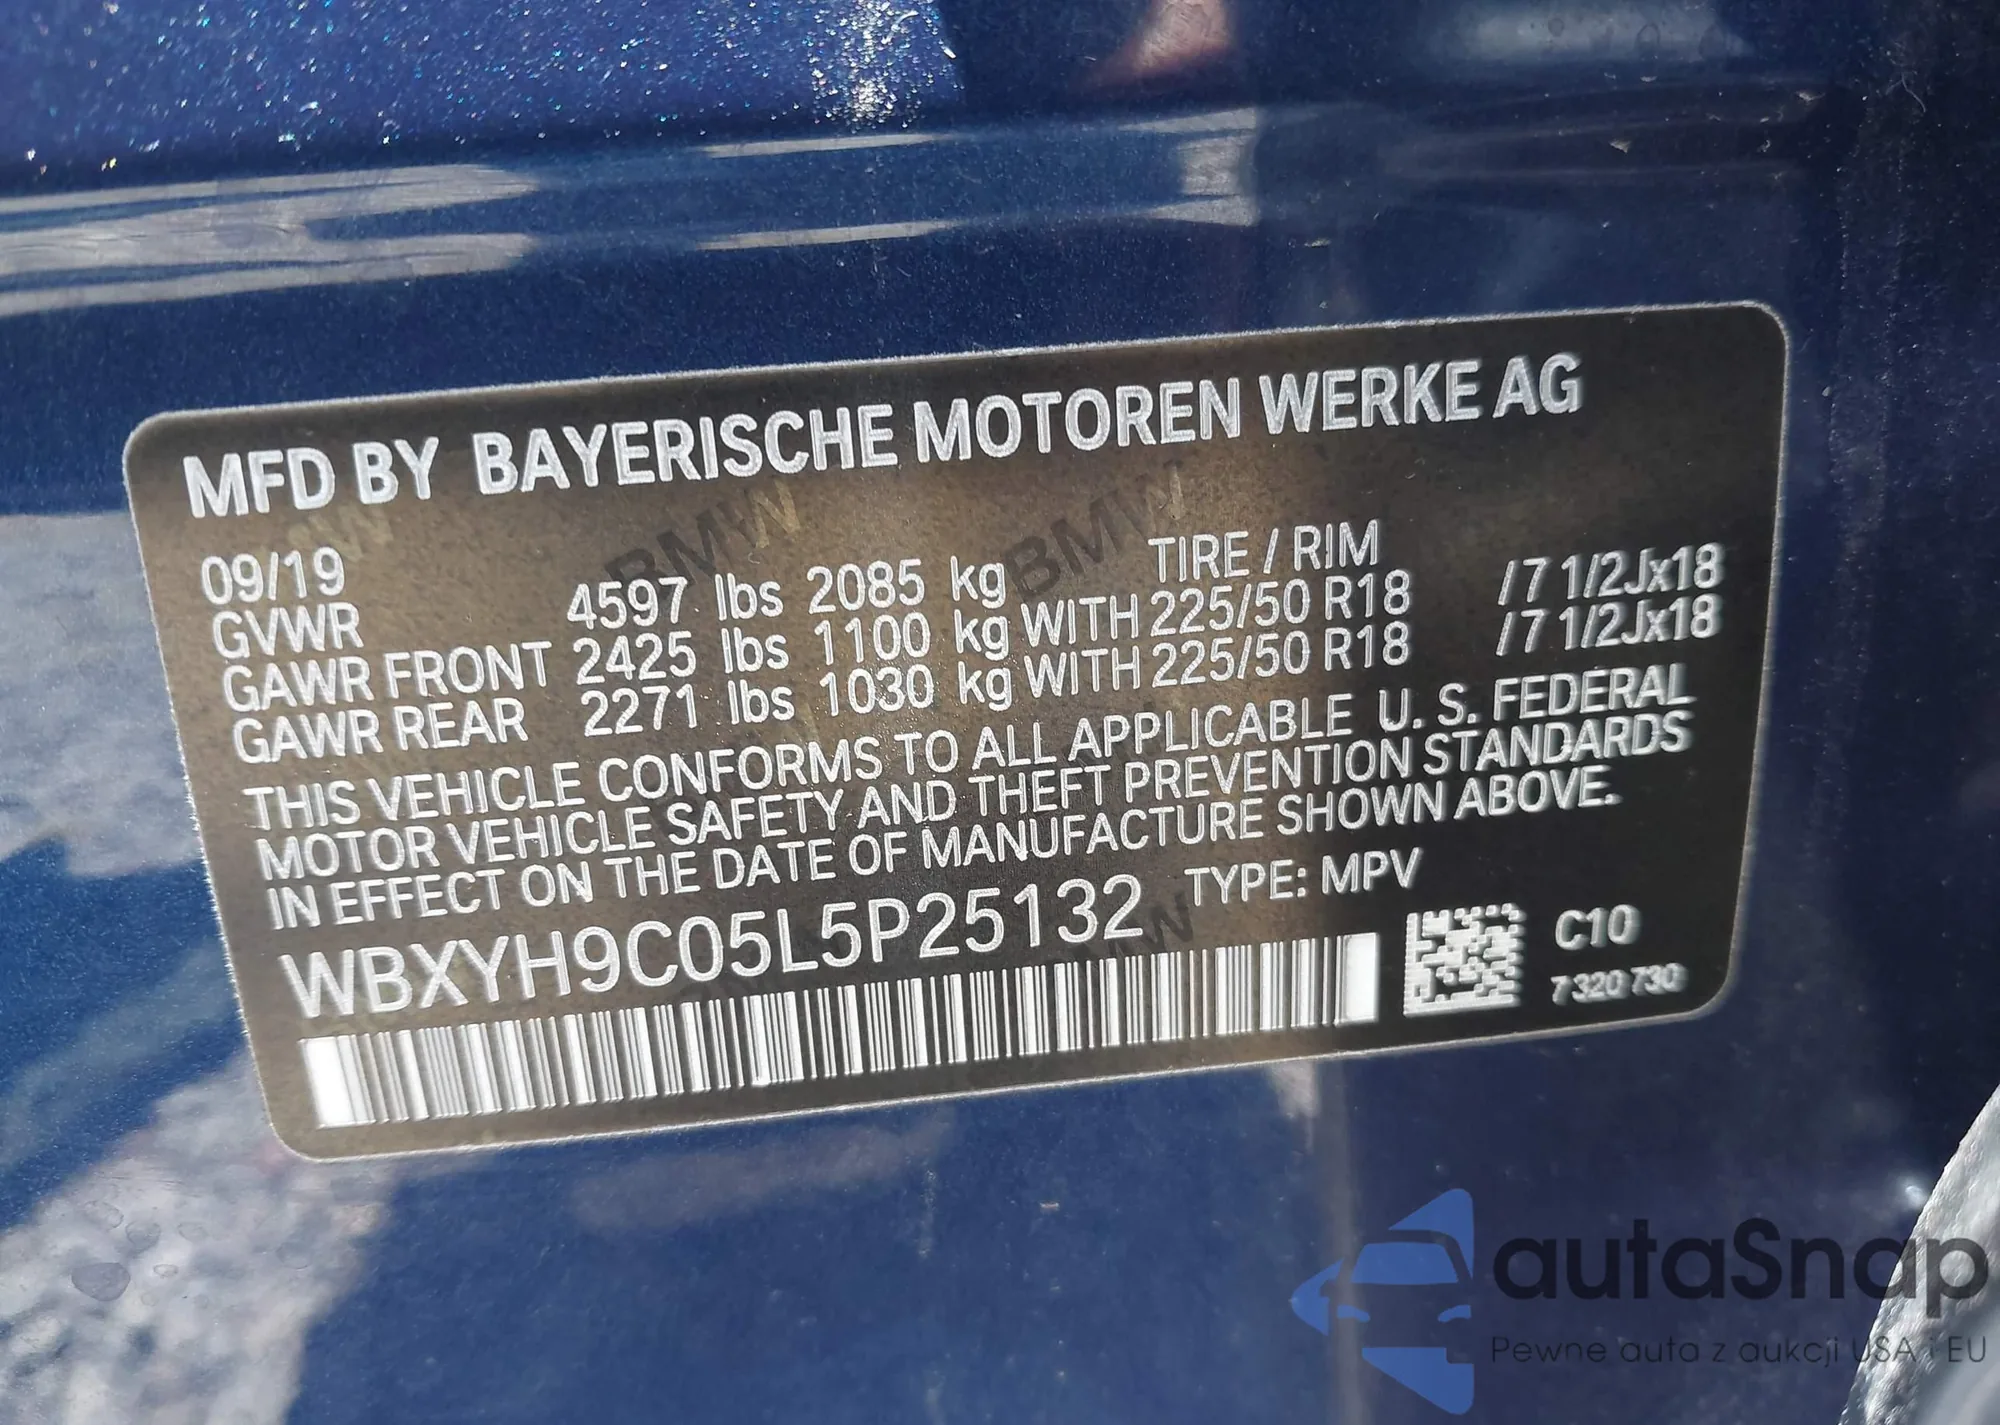 MFD BY BAYERISCHE MOTOREN WERKE AG
09/19 TIRE / RIM
GVWR 4597 lbs 2085 kg
GAWR FRONT 2425 lbs 1100 kg WITH 225/50 R18 /7 1/2Jx18
GAWR REAR 2271 lbs 1030 kg WITH 225/50 R18 /7 1/2Jx18
THIS VEHICLE CONFORMS TO ALL APPLICABLE U. S. FEDERAL
MOTOR VEHICLE SAFETY AND THEFT PREVENTION STANDARDS
IN EFFECT ON THE DATE OF MANUFACTURE SHOWN ABOVE.
WBXYH9C05L5P25132 TYPE: MPV
C10
7 320 730
BMW
BMW
BMW
autaSnap
Pewne auta z aukcji USA i EU